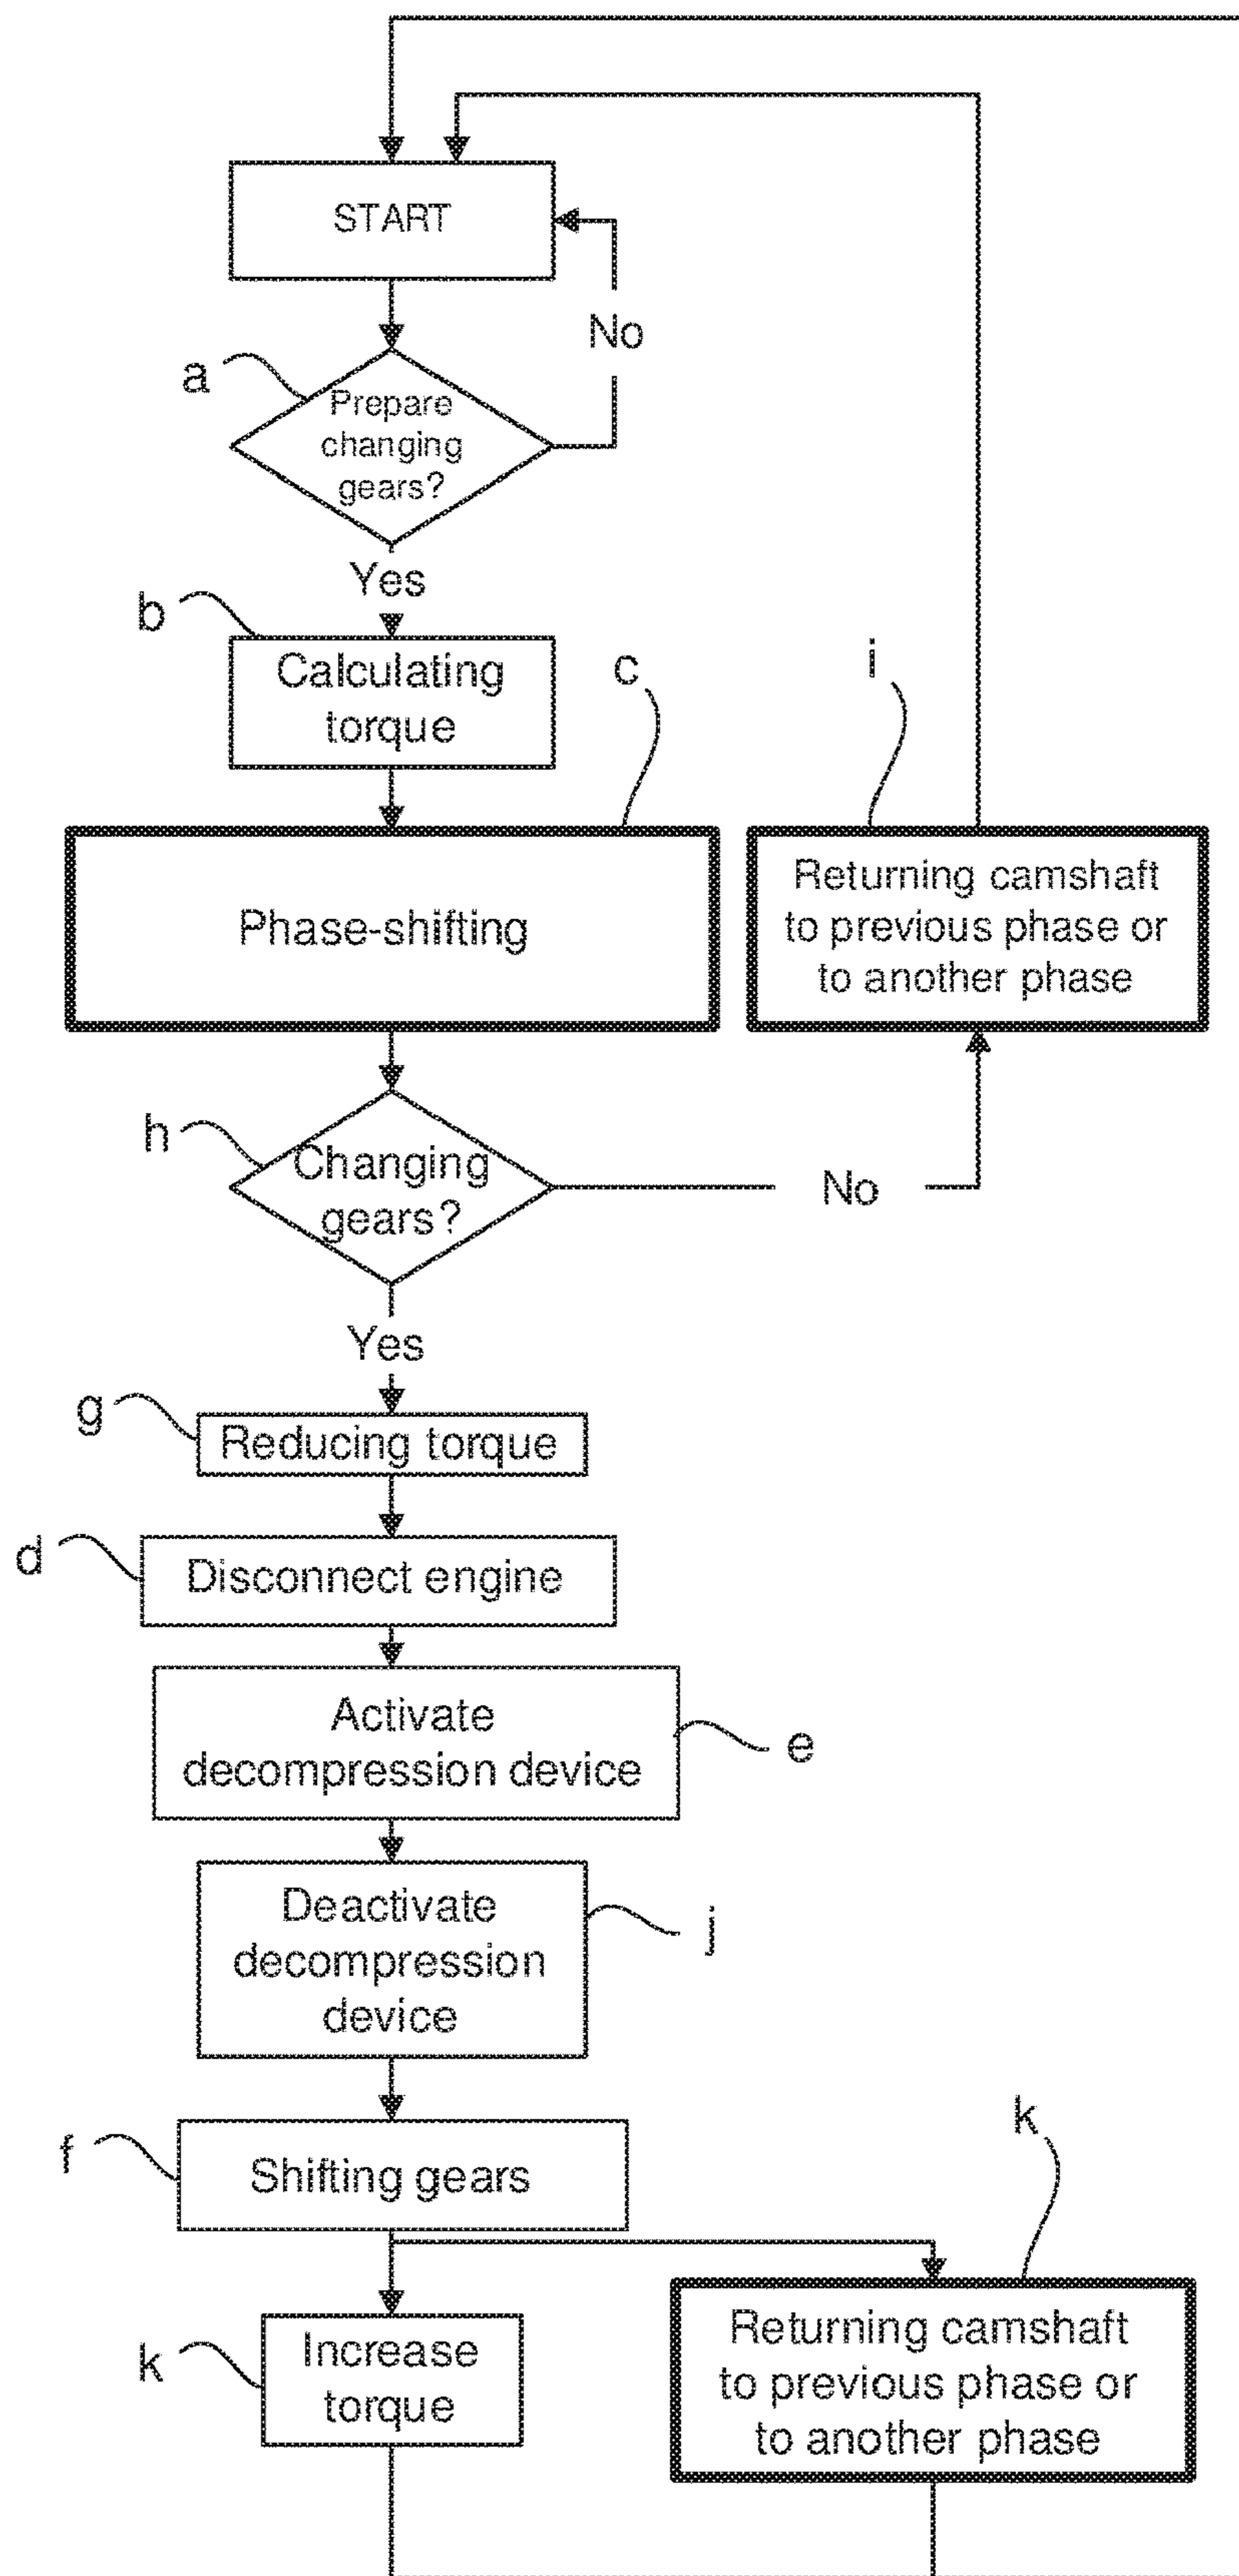 START
No
a
Prepare
changing
gears?
Yes
b
Calculating
torque
c
i
Phase-shifting
Returning camshaft
to previous phase or
to another phase
h
Changing
gears?
No
Yes
g
Reducing torque
d
Disconnect engine
Activate
decompression device
e
Deactivate
decompression
device
j
f
Shifting gears
k
k
Increase
torque
Returning camshaft
to previous phase or
to another phase